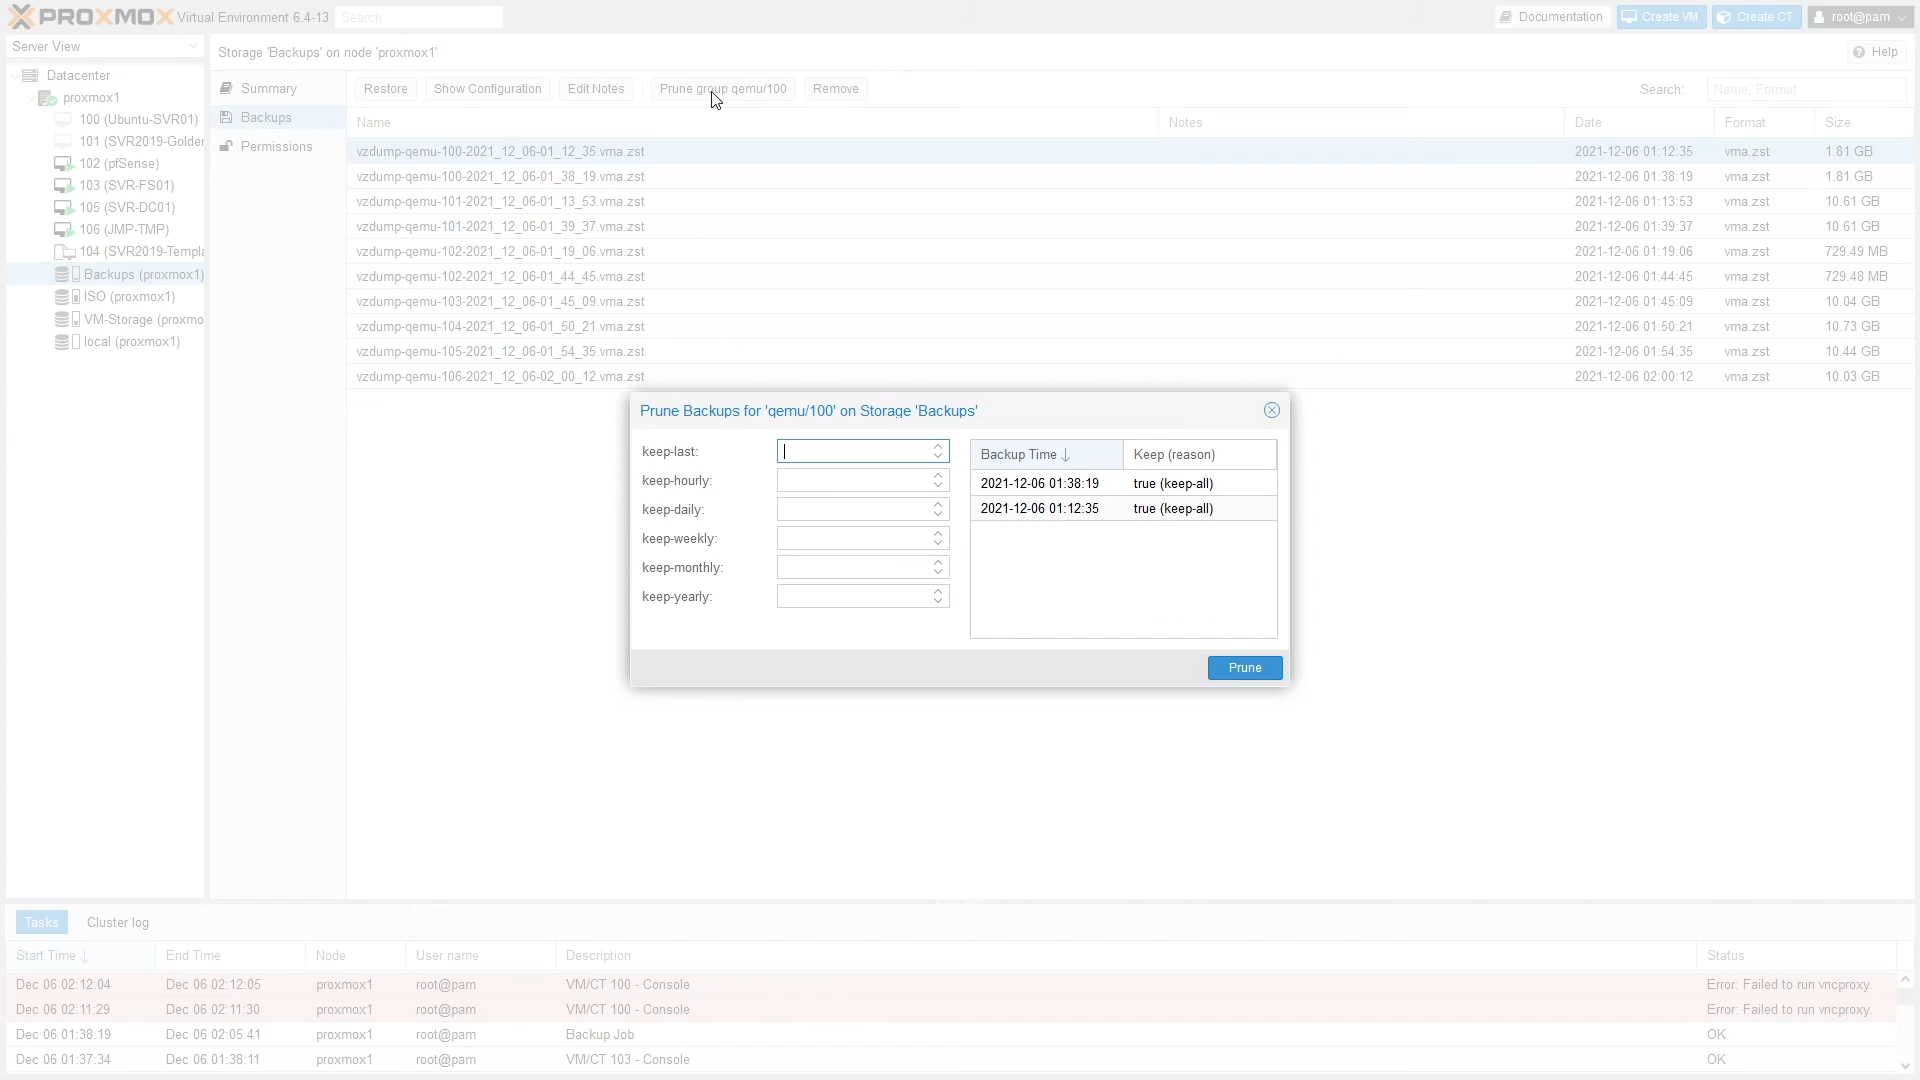 PROXMOX Virtual Environment 6.4-13 Search Documentation Create VM Create CT root@pam
Server View
Storage 'Backups' on node 'proxmox1' Help
Datacenter
proxmox1
100 (Ubuntu-SVR01)
101 (SVR2019-Golder
102 (pfSense)
103 (SVR-FS01)
105 (SVR-DC01)
106 (JMP-TMP)
104 (SVR2019-Templa
Backups (proxmox1)
ISO (proxmox1)
VM-Storage (proxmo
local (proxmox1)
Summary
Backups
Permissions
Restore Show Configuration Edit Notes Prune group qemu/100 Remove Search: Name, Format
Name Notes Date Format Size
vzdump-qemu-100-2021_12_06-01_12_35.vma.zst 2021-12-06 01:12:35 vma.zst 1.81 GB
vzdump-qemu-100-2021_12_06-01_38_19.vma.zst 2021-12-06 01:38:19 vma.zst 1.81 GB
vzdump-qemu-101-2021_12_06-01_13_53.vma.zst 2021-12-06 01:13:53 vma.zst 10.61 GB
vzdump-qemu-101-2021_12_06-01_39_37.vma.zst 2021-12-06 01:39:37 vma.zst 10.61 GB
vzdump-qemu-102-2021_12_06-01_19_06.vma.zst 2021-12-06 01:19:06 vma.zst 729.49 MB
vzdump-qemu-102-2021_12_06-01_44_45.vma.zst 2021-12-06 01:44:45 vma.zst 729.48 MB
vzdump-qemu-103-2021_12_06-01_45_09.vma.zst 2021-12-06 01:45:09 vma.zst 10.04 GB
vzdump-qemu-104-2021_12_06-01_50_21.vma.zst 2021-12-06 01:50:21 vma.zst 10.73 GB
vzdump-qemu-105-2021_12_06-01_54_35.vma.zst 2021-12-06 01:54:35 vma.zst 10.44 GB
vzdump-qemu-106-2021_12_06-02_00_12.vma.zst 2021-12-06 02:00:12 vma.zst 10.03 GB
Prune Backups for 'qemu/100' on Storage 'Backups'
keep-last:
keep-hourly:
keep-daily:
keep-weekly:
keep-monthly:
keep-yearly:
Backup Time Keep (reason)
2021-12-06 01:38:19 true (keep-all)
2021-12-06 01:12:35 true (keep-all)
Prune
Tasks Cluster log
Start Time End Time Node User name Description Status
Dec 06 02:12:04 Dec 06 02:12:05 proxmox1 root@pam VM/CT 100 - Console Error: Failed to run vncproxy.
Dec 06 02:11:29 Dec 06 02:11:30 proxmox1 root@pam VM/CT 100 - Console Error: Failed to run vncproxy.
Dec 06 01:38:19 Dec 06 02:05:41 proxmox1 root@pam Backup Job OK
Dec 06 01:37:34 Dec 06 01:38:11 proxmox1 root@pam VM/CT 103 - Console OK